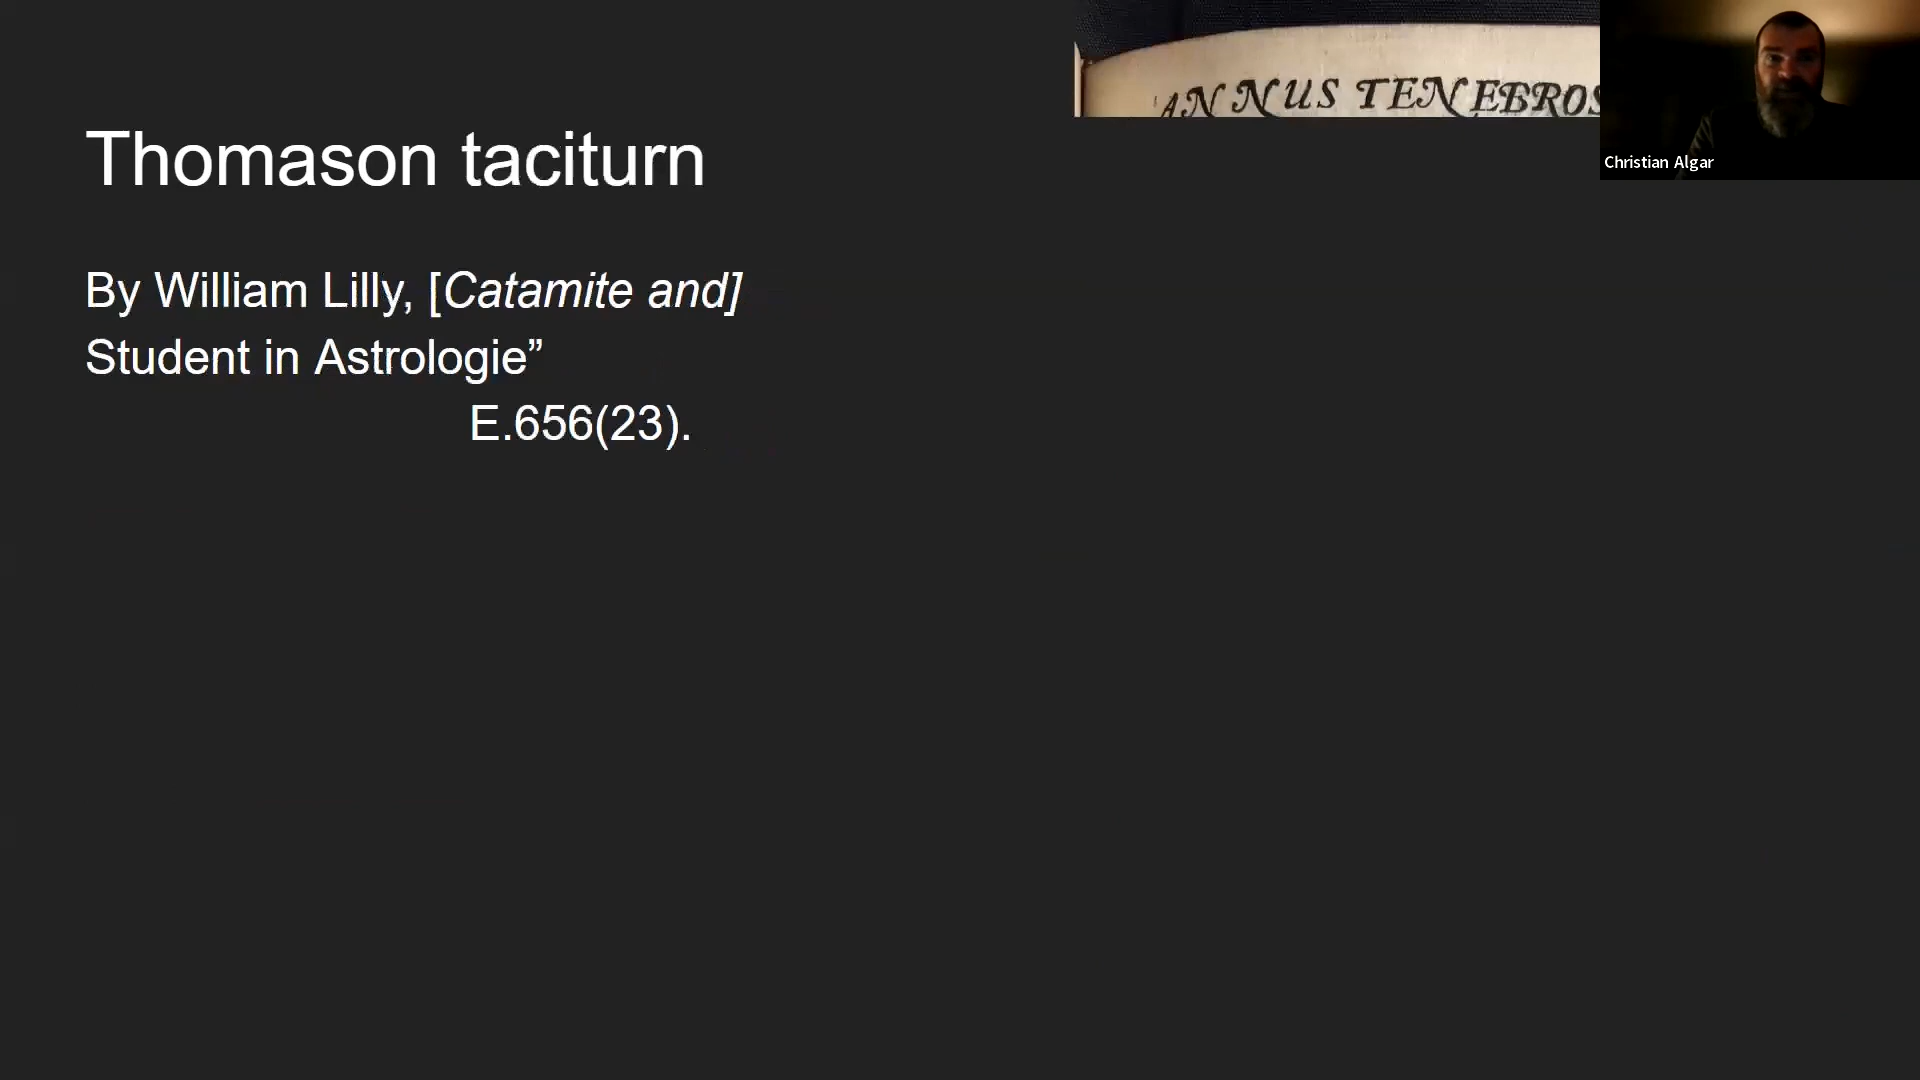 Thomason taciturn
By William Lilly, [Catamite and]
Student in Astrologie”
E.656(23).
ANNUS TENEBROS
Christian Algar